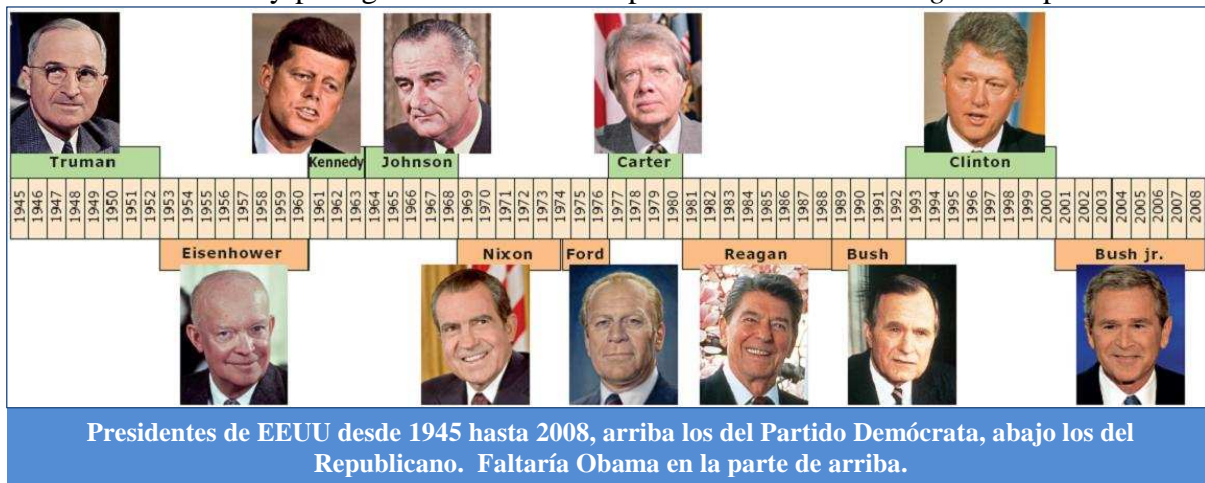 Truman Kennedy Johnson Carter Clinton
1945 1946 1947 1948 1949 1950 1951 1952 1953 1954 1955 1956 1957 1958 1959 1960 1961 1962 1963 1964 1965 1966 1967 1968 1969 1970 1971 1972 1973 1974 1975 1976 1977 1978 1979 1980 1981 1982 1983 1984 1985 1986 1987 1988 1989 1990 1991 1992 1993 1994 1995 1996 1997 1998 1999 2000 2001 2002 2003 2004 2005 2006 2007 2008
Eisenhower Nixon Ford Reagan Bush Bush jr.
Presidentes de EEUU desde 1945 hasta 2008, arriba los del Partido Demócrata, abajo los del
Republicano. Faltaría Obama en la parte de arriba.